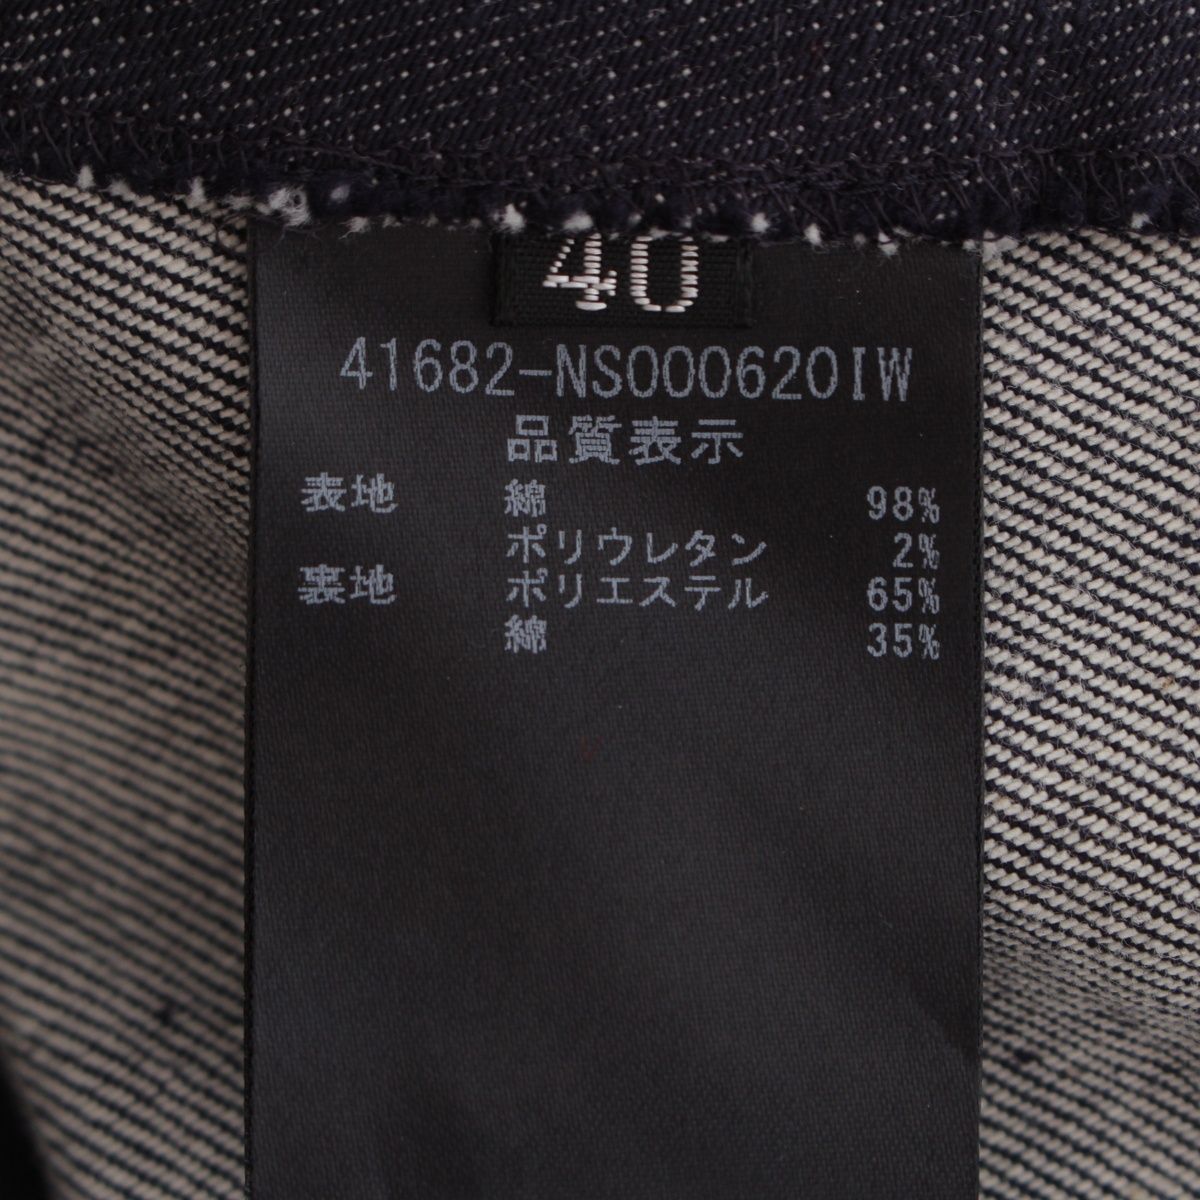 40
41682-NS000620IW
品質表示
表地 綿 98%
ポリウレタン 2%
裏地 ポリエステル 65%
綿 35%